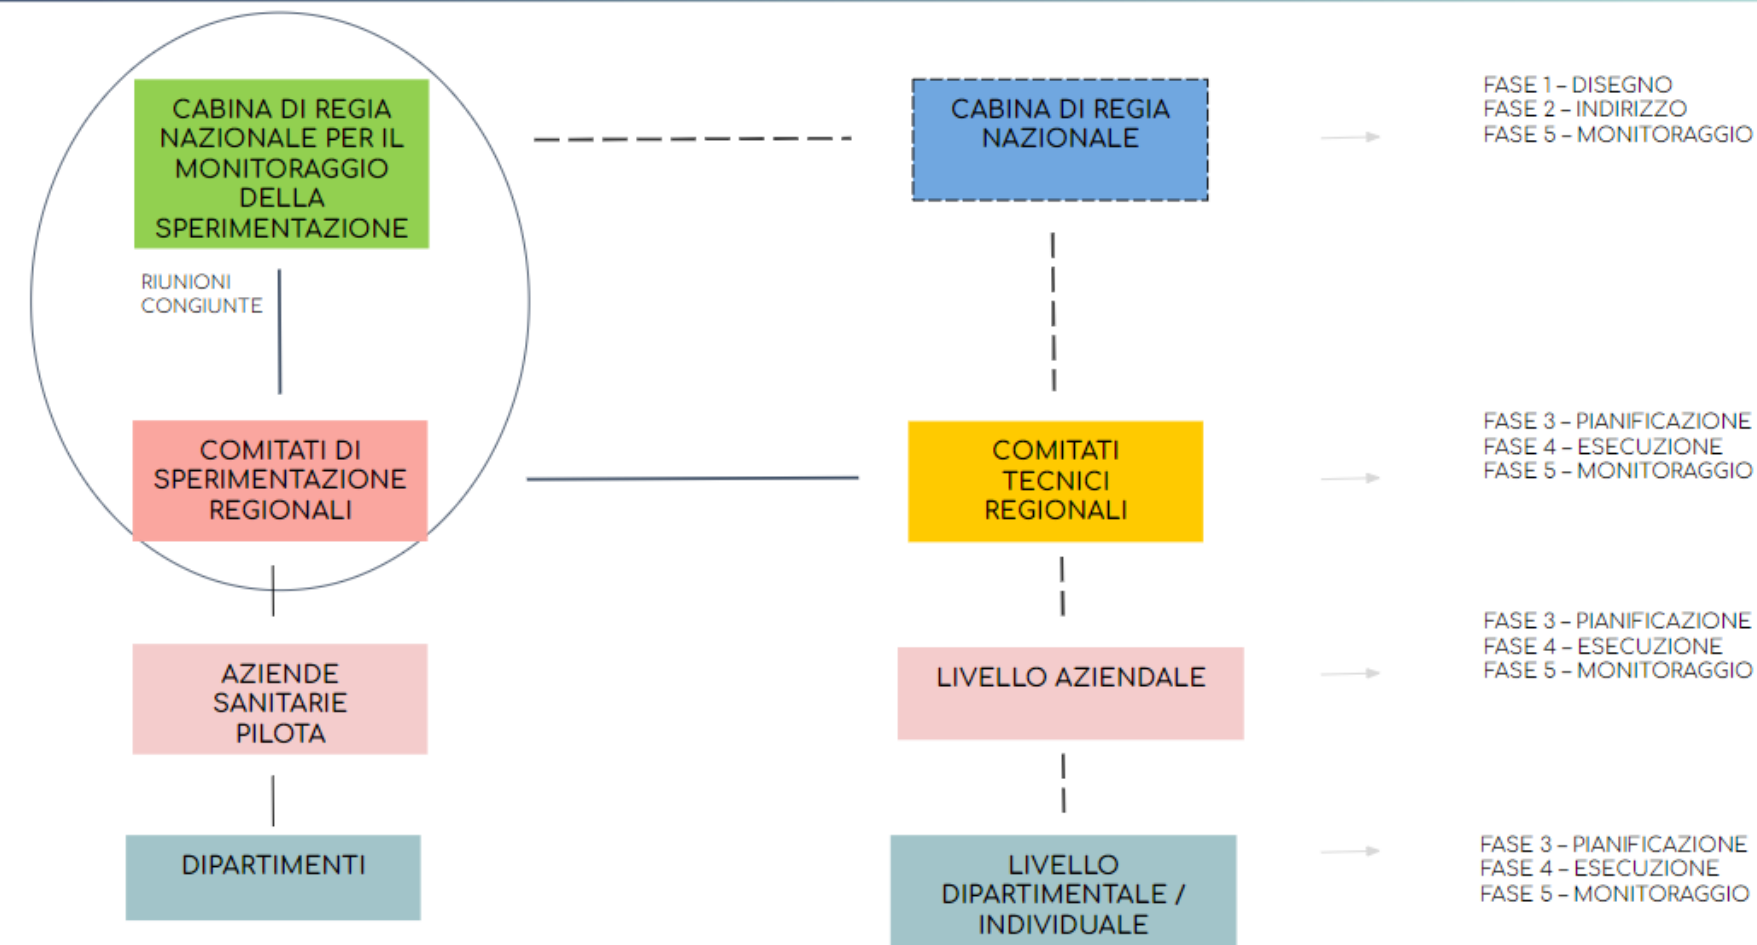 CABINA DI REGIA
NAZIONALE PER IL
MONITORAGGIO
DELLA
SPERIMENTAZIONE
CABINA DI REGIA
NAZIONALE
FASE 1 – DISEGNO
FASE 2 – INDIRIZZO
FASE 5 – MONITORAGGIO
RIUNIONI
CONGIUNTE
COMITATI DI
SPERIMENTAZIONE
REGIONALI
COMITATI
TECNICI
REGIONALI
FASE 3 – PIANIFICAZIONE
FASE 4 – ESECUZIONE
FASE 5 – MONITORAGGIO
AZIENDE
SANITARIE
PILOTA
LIVELLO AZIENDALE
FASE 3 – PIANIFICAZIONE
FASE 4 – ESECUZIONE
FASE 5 – MONITORAGGIO
DIPARTIMENTI
LIVELLO
DIPARTIMENTALE /
INDIVIDUALE
FASE 3 – PIANIFICAZIONE
FASE 4 – ESECUZIONE
FASE 5 – MONITORAGGIO